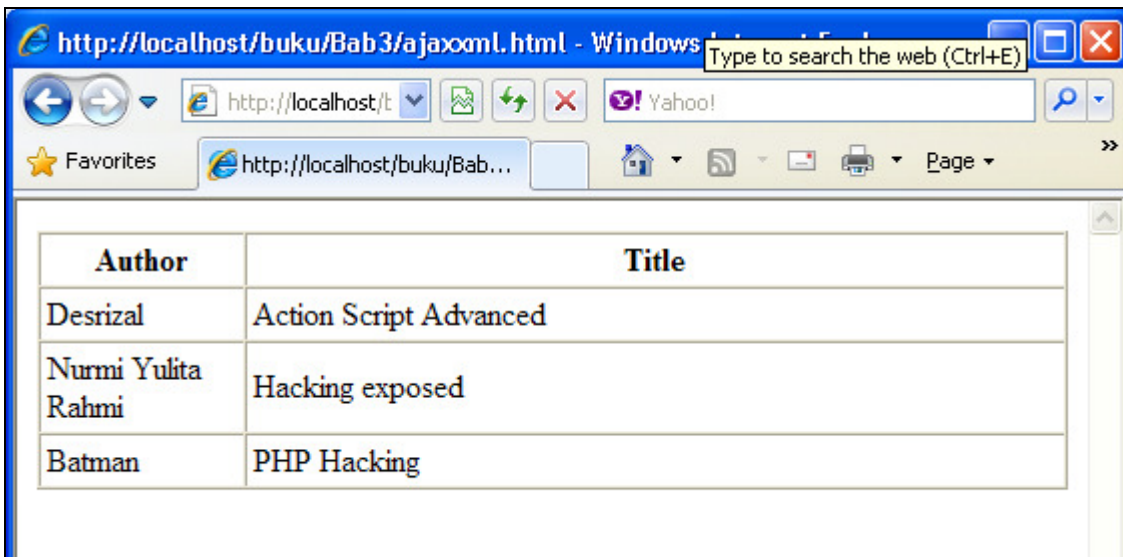 http://localhost/buku/Bab3/ajaxxml.html - Windows
Type to search the web (Ctrl+E)
http://localhost/t
Yahoo!
Favorites
http://localhost/buku/Bab...
Page
Author Title
Desrizal Action Script Advanced
Nurmi Yulita
Rahmi
Hacking exposed
Batman PHP Hacking